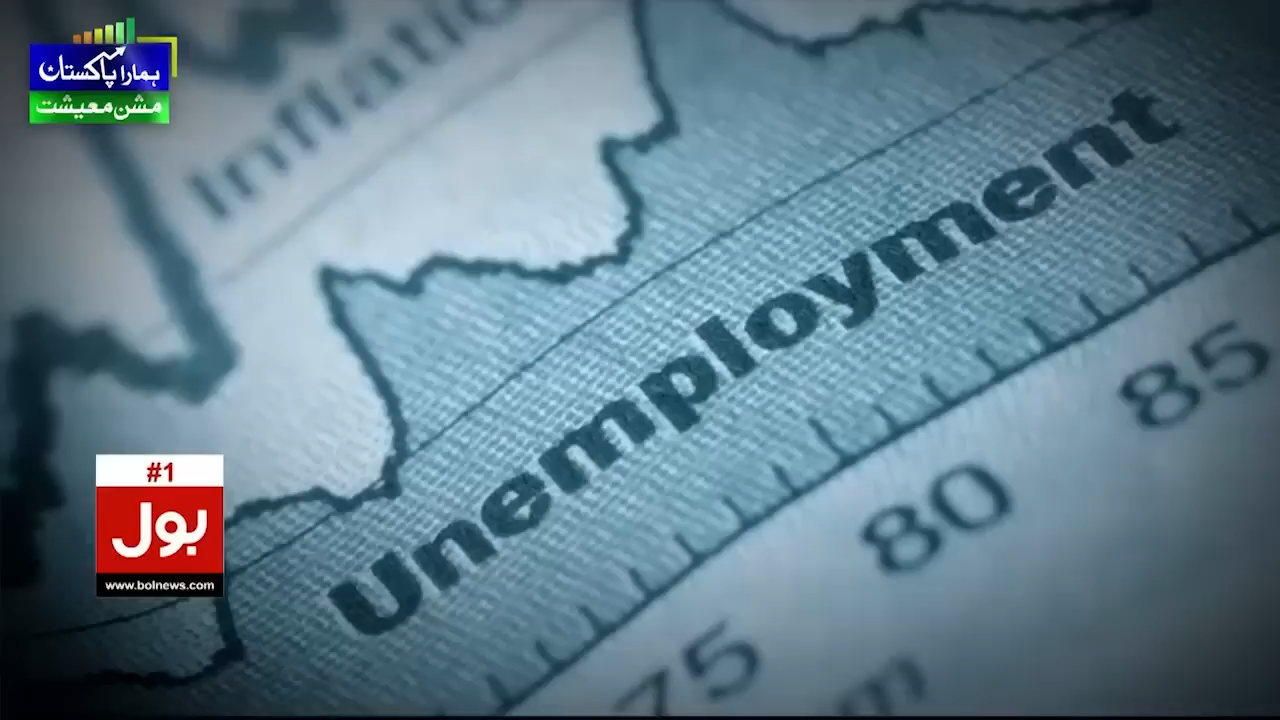 ہمارا پاکستان
مشن معیشت
Inflatio
Unemployment
75
80
85
#1
بول
www.bolnews.com